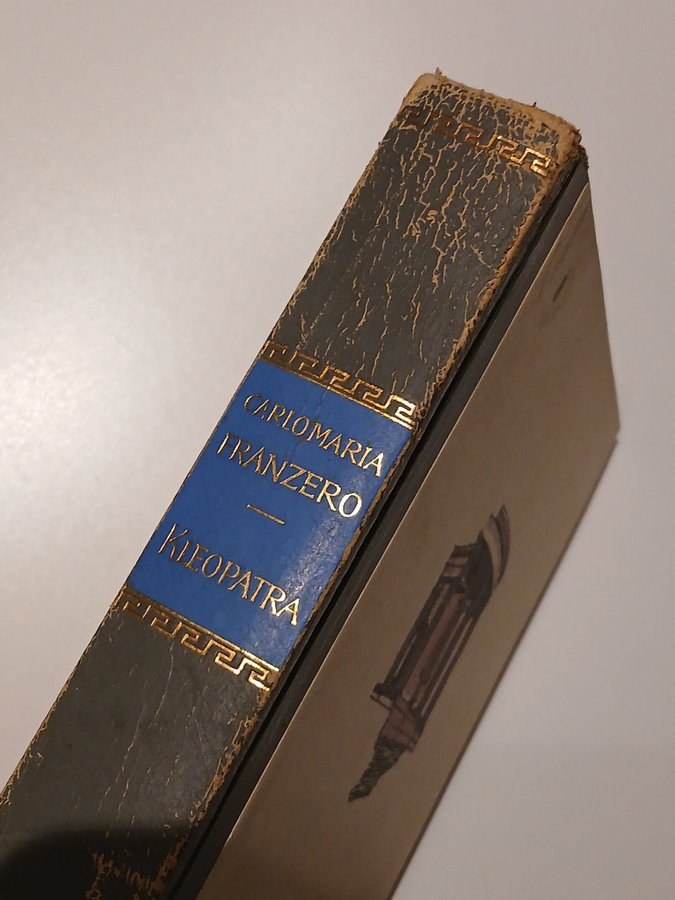 CARLO MARIA
FRANZERO
—
KLEOPATRA